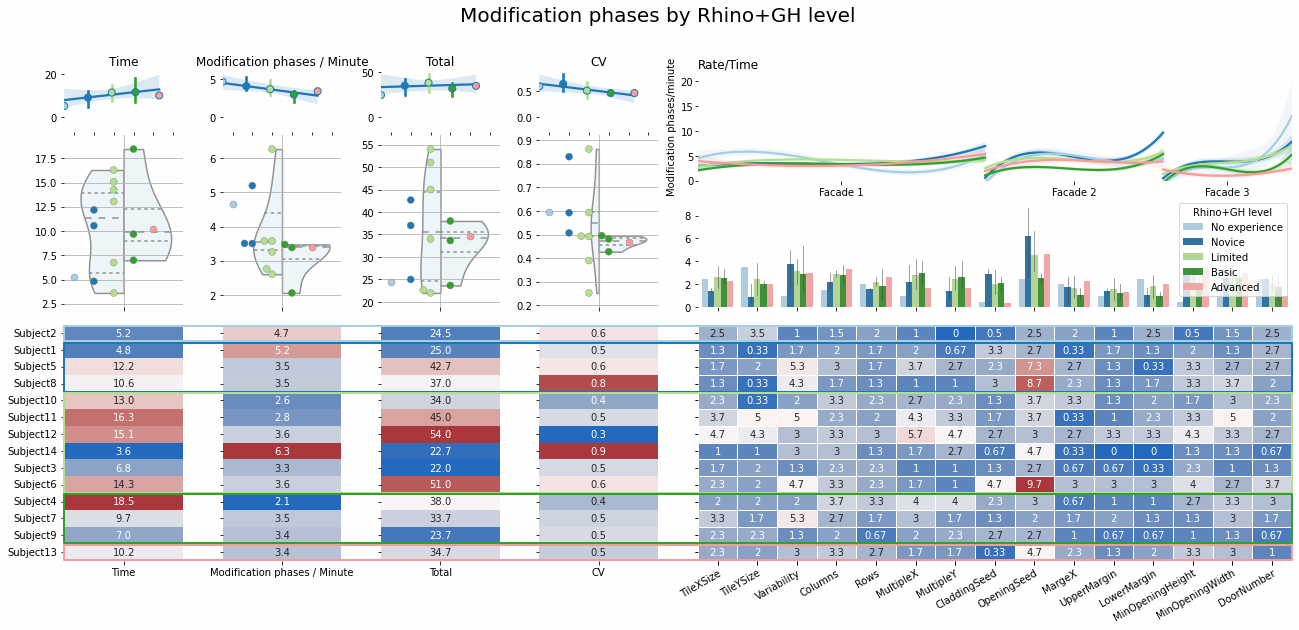 Modification phases by Rhino+GH level
Time
Modification phases / Minute
Total
CV
Rate/Time
20
0
5
0
50
0
0.5
0.0
Modification phases/minute
20
15
10
5
0
Facade 1
Facade 2
Facade 3
17.5
15.0
12.5
10.0
7.5
5.0
2.5
6
5
4
3
2
55
50
45
40
35
30
25
20
0.9
0.8
0.7
0.6
0.5
0.4
0.3
0.2
8
6
4
2
0
Rhino+GH level
No experience
Novice
Limited
Basic
Advanced
Subject2 5.2 4.7 24.5 0.6 2.5 3.5 1 1.5 2 1 0 0.5 2.5 2 1 2.5 0.5 1.5 2.5
Subject1 4.8 5.2 25.0 0.5 1.3 0.33 1.7 2 1.7 2 0.67 3.3 2.7 0.33 1.7 1.3 2 1.3 2.7
Subject5 12.2 3.5 42.7 0.6 1.7 2 5.3 3 1.7 3.7 2.7 2.3 7.3 2.7 1.3 0.33 3.3 2.7 2.7
Subject8 10.6 3.5 37.0 0.8 1.3 0.33 4.3 1.7 1.3 1 1 3 8.7 2.3 1.3 1.7 3.3 3.7 2
Subject10 13.0 2.6 34.0 0.4 2.3 0.33 2 3.3 2.3 2.7 2.3 1.3 3.7 3.3 1.3 2 1.7 3 2.3
Subject11 16.3 2.8 45.0 0.5 3.7 5 5 2.3 2 4.3 3.3 1.7 3.7 0.33 1 2.3 3.3 5 2
Subject12 15.1 3.6 54.0 0.3 4.7 4.3 3 3.3 3 5.7 4.7 2.7 3 2.7 3.3 3.3 4.3 3.3 2.7
Subject14 3.6 6.3 22.7 0.9 1 3 3 1.3 1.7 2.7 0.67 4.7 0.33 0 0 1.3 1.3 0.67
Subject3 6.8 3.3 22.0 0.5 1.7 2 1.3 2.3 2.3 1 1 1.3 2.7 0.67 0.67 0.33 2.3 1 1.3
Subject6 14.3 3.6 51.0 0.6 2.3 2 4.7 3.3 2.3 1.7 1 4.7 9.7 3 3 3 4 2.7 3.7
Subject4 18.5 2.1 38.0 0.4 2 2 2 3.7 3.3 4 4 2.3 3 0.67 1 1 2.7 3.3 3
Subject7 9.7 3.5 33.7 0.5 3.3 1.7 5.3 2.7 1.7 3 1.7 1.3 2 1.7 2 1.3 1.3 3 1.7
Subject9 7.0 3.4 23.7 0.5 2.3 2.3 1.3 2 0.67 2 1.3 2.7 2.7 1 0.67 0.67 1.3 2 0.67
Subject13 10.2 3.4 34.7 0.5 2.3 2 3 3.3 2.7 1.7 1.7 0.33 4.7 2.3 1.3 2 3.3 3 1
Time
Modification phases / Minute
Total
CV
TileXSize
TileYSize
Variability
Columns
Rows
MultipleX
MultipleY
CladdingSeed
OpeningSeed
MargeX
UpperMargin
LowerMargin
MinOpeningHeight
MinOpeningWidth
DoorNumber